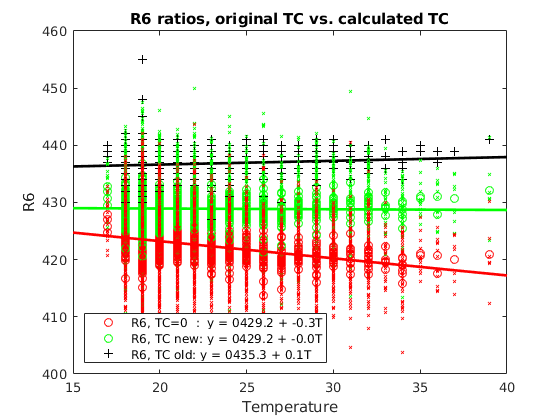 R6 ratios, original TC vs. calculated TC
460
450
440
430
420
410
400
R6
R6, TC=0  :  y = 0429.2 + -0.3T
R6, TC new: y = 0429.2 + -0.0T
R6, TC old: y = 0435.3 + 0.1T
15 20 25 30 35 40
Temperature